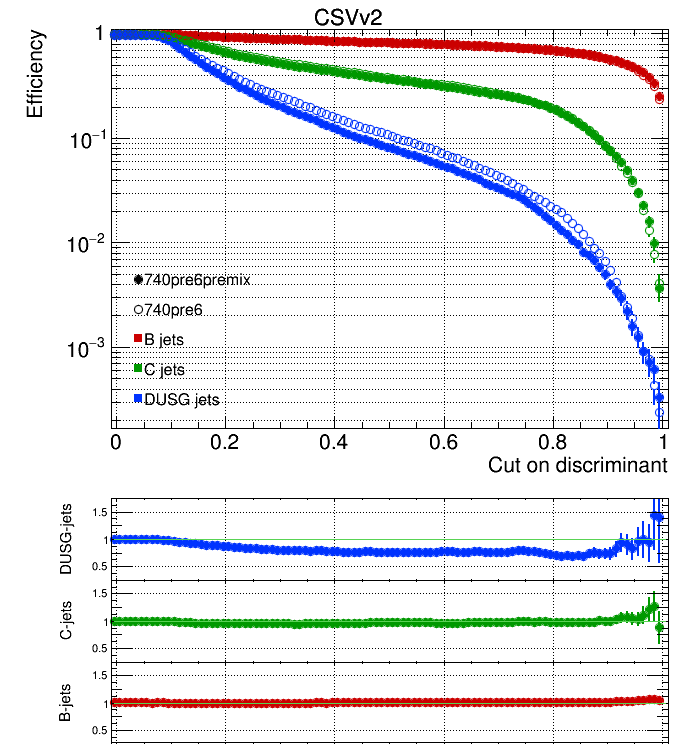 CSVv2
Efficiency
1
10⁻¹
10⁻²
10⁻³
740pre6premix
740pre6
B jets
C jets
DUSG jets
0 0.2 0.4 0.6 0.8 1
Cut on discriminant
DUSG-jets
1.5
1
0.5
C-jets
1.5
1
0.5
B-jets
1.5
1
0.5